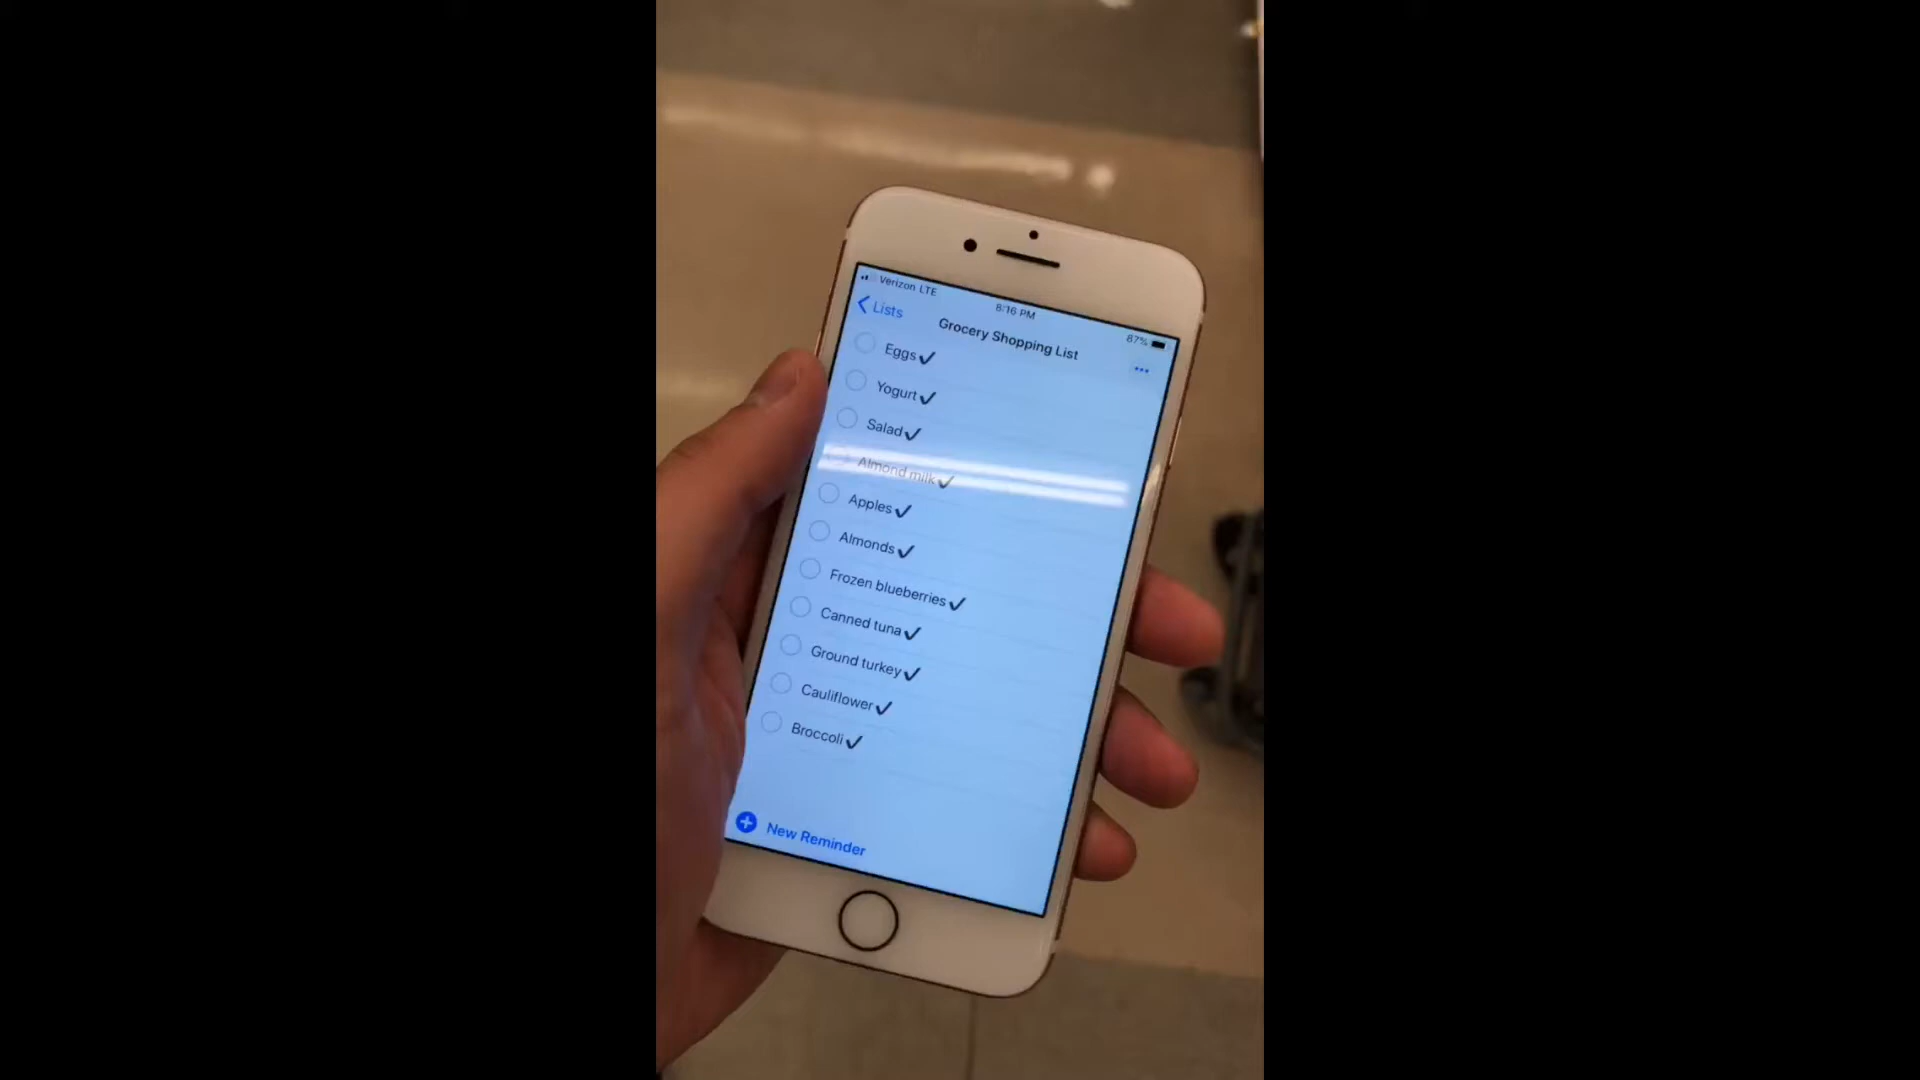 Verizon LTE
8:16 PM
87%
Lists
Grocery Shopping List
Eggs✔
Yogurt✔
Salad✔
Almond milk✔
Apples✔
Almonds✔
Frozen blueberries✔
Canned tuna✔
Ground turkey✔
Cauliflower✔
Broccoli✔
New Reminder